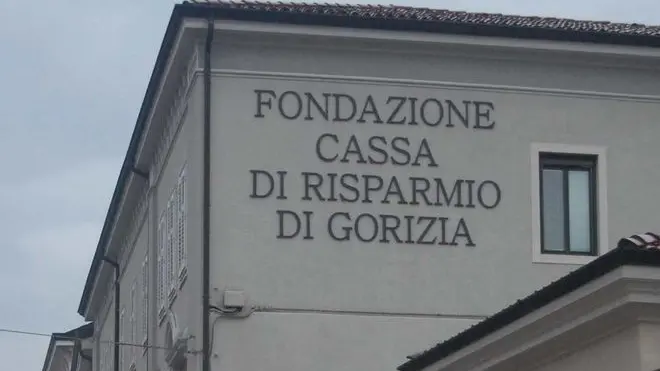 FONDAZIONE
CASSA
DI RISPARMIO
DI GORIZIA